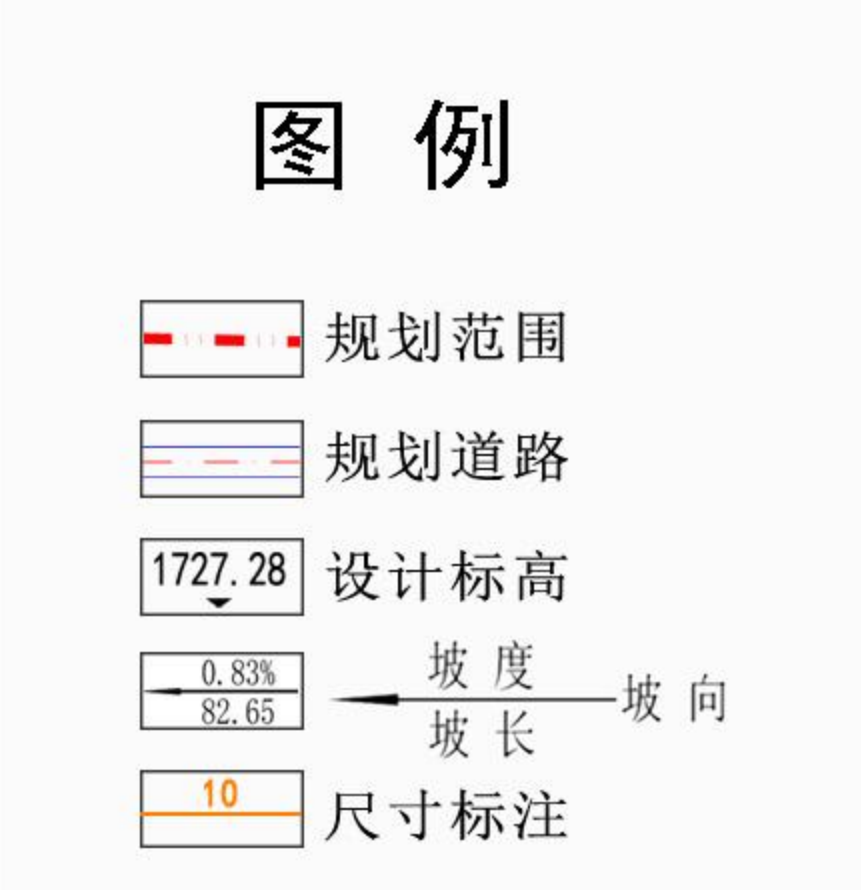 图 例
规划范围
规划道路
1727.28 设计标高
0.83%
82.65
坡 度
坡 长
坡 向
10 尺寸标注